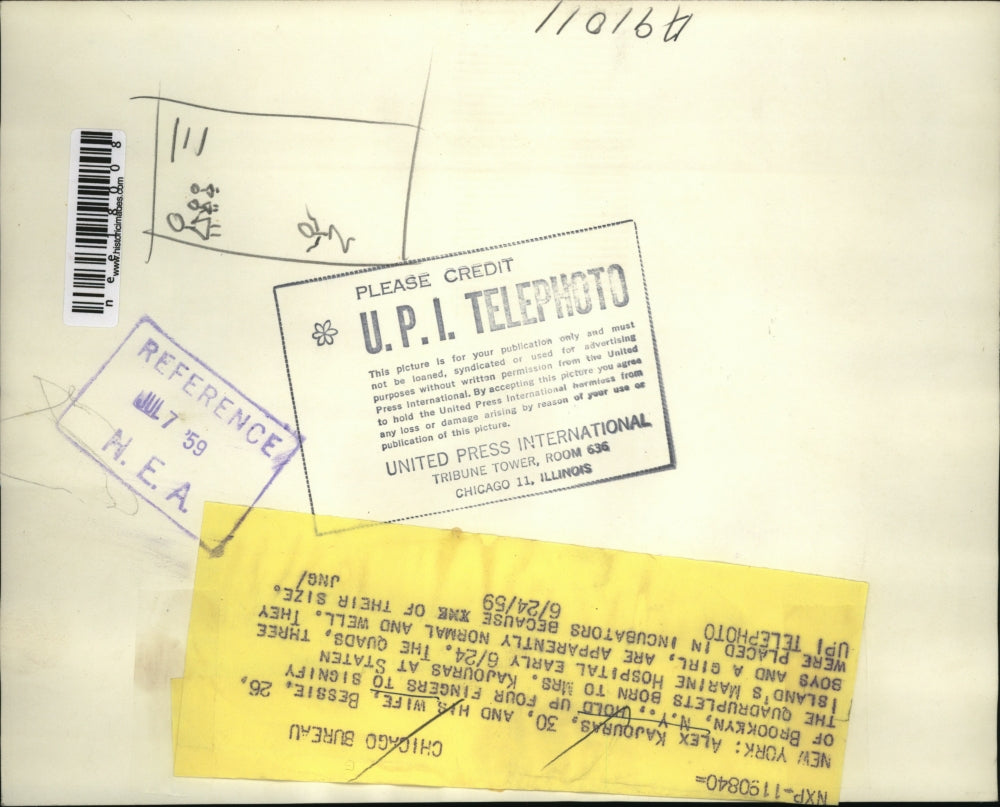 nee18008
www.historicimages.com
PLEASE CREDIT
U.P.I. TELEPHOTO
This picture is for your publication only and must
not be loaned, syndicated or used for advertising
purposes without written permission from the United
Press International. By accepting this picture you agree
to hold the United Press International harmless from
any loss or damage arising by reason of your use or
publication of this picture.
UNITED PRESS INTERNATIONAL
TRIBUNE TOWER, ROOM 636
CHICAGO 11, ILLINOIS
REFERENCE
JUL 7 '59
N. E. A.
NXP-1190840=
CHICAGO BUREAU
NEW YORK: ALEX KAJOURAS, 30, AND HIS WIFE, BESSIE, 26,
OF BROOKKYN, N.Y., HOLD UP FOUR FINGERS TO SIGNIFY
THE QUADRUPLETS BORN TO MRS. KAJOURAS AT STATEN
ISLAND'S MARINE HOSPITAL EARLY 6/24. THE QUADS, THREE
BOYS AND A GIRL, ARE APPARENTLY NORMAL AND WELL. THEY
WERE PLACED IN INCUBATORS BECAUSE OF THEIR SIZE.
UPI TELEPHOTO 6/24/59 JNG/